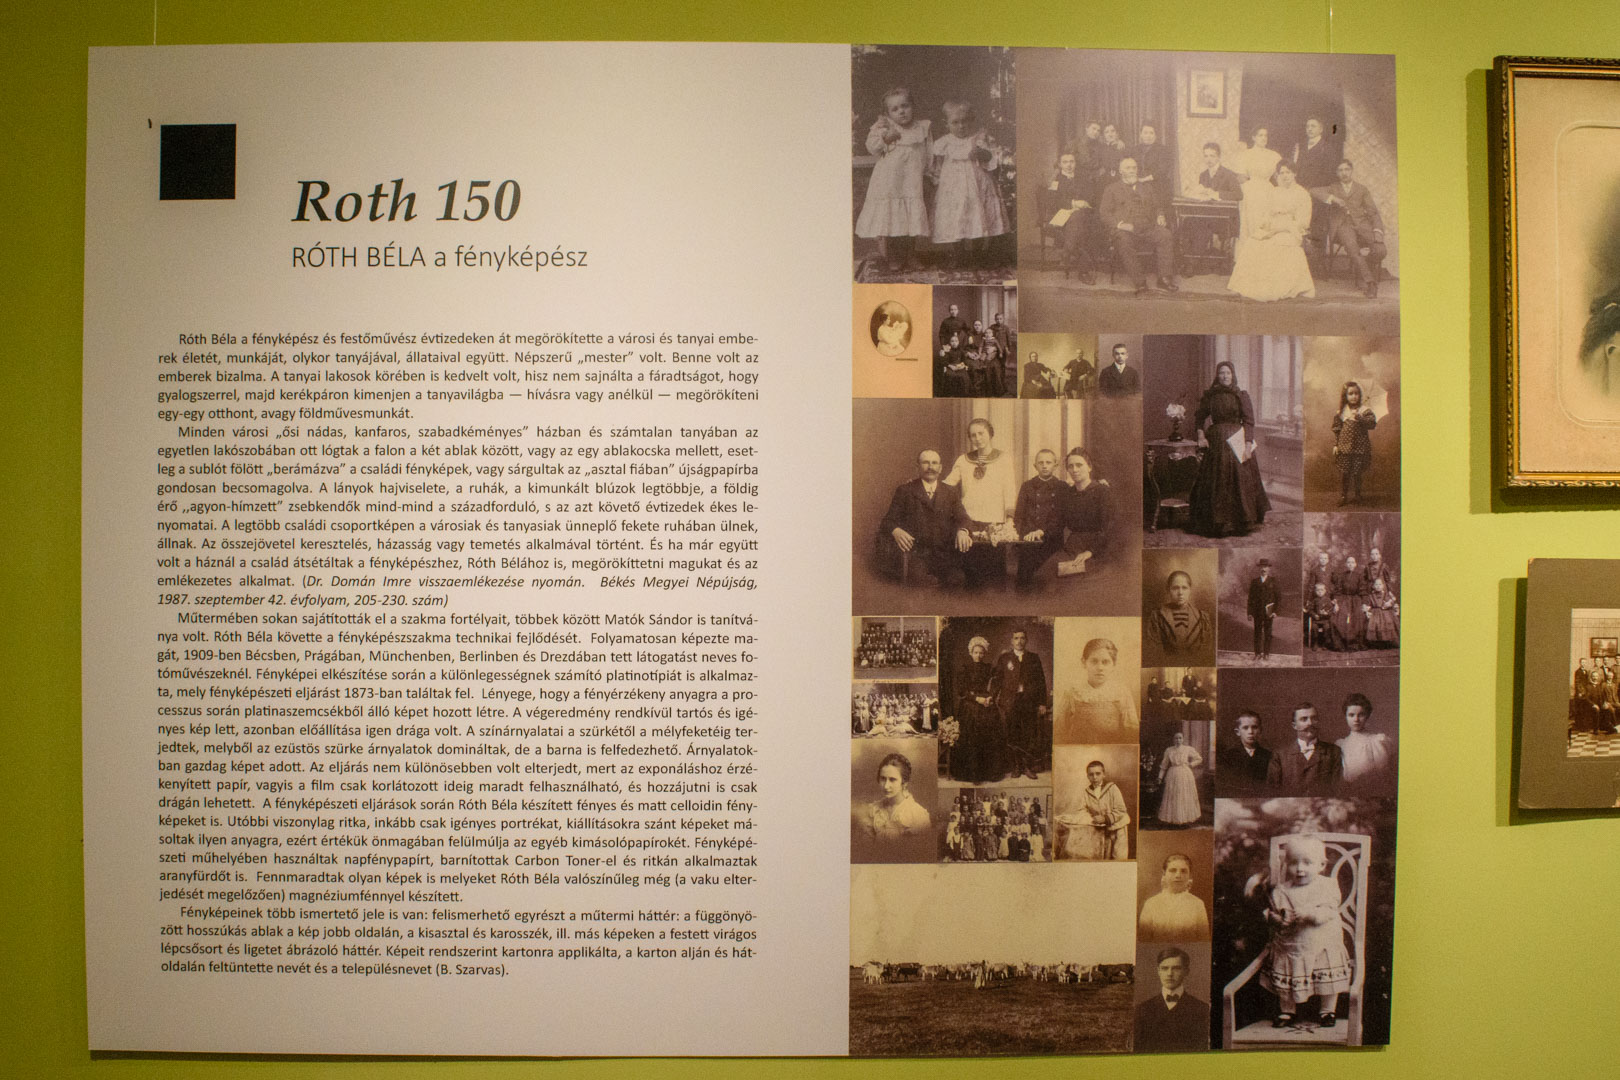 Roth 150
RÓTH BÉLA a fényképész
Róth Béla a fényképész és festőművész évtizedeken át megörökítette a városi és tanyai embe-
rek életét, munkáját, olykor tanyájával, állataival együtt. Népszerű „mester” volt. Benne volt az
emberek bizalma. A tanyai lakosok körében is kedvelt volt, hisz nem sajnálta a fáradtságot, hogy
gyalogszerrel, majd kerékpáron kimenjen a tanyavilágba — hívásra vagy anélkül — megörökíteni
egy-egy otthont, avagy földművesmunkát.
Minden városi „ősi nádas, kanfaros, szabadkéményes” házban és számtalan tanyában az
egyetlen lakószobában ott lógtak a falon a két ablak között, vagy az egy ablakocska mellett, eset-
leg a sublót fölött „berámázva” a családi fényképek, vagy sárgultak az „asztal fiában” újságpapírba
gondosan becsomagolva. A lányok hajviselete, a ruhák, a kimunkált blúzok legtöbbje, a földig
érő ,,agyon-hímzett” zsebkendők mind-mind a századforduló, s az azt követő évtizedek ékes le-
nyomatai. A legtöbb családi csoportképen a városiak és tanyasiak ünneplő fekete ruhában ülnek,
állnak. Az összejövetel keresztelés, házasság vagy temetés alkalmával történt. És ha már együtt
volt a háznál a család átsétáltak a fényképészhez, Róth Bélához is, megörökíttetni magukat és az
emlékezetes alkalmat. (Dr. Domán Imre visszaemlékezése nyomán. Békés Megyei Népújság,
1987. szeptember 42. évfolyam, 205-230. szám)
Műtermében sokan sajátították el a szakma fortélyait, többek között Matók Sándor is tanítvá-
nya volt. Róth Béla követte a fényképészszakma technikai fejlődését. Folyamatosan képezte ma-
gát, 1909-ben Bécsben, Prágában, Münchenben, Berlinben és Drezdában tett látogatást neves fo-
tóművészeknél. Fényképei elkészítése során a különlegességnek számító platinotípiát is alkalmaz-
ta, mely fényképészeti eljárást 1873-ban találtak fel. Lényege, hogy a fényérzékeny anyagra a pro-
cesszus során platinaszemcsékből álló képet hozott létre. A végeredmény rendkívül tartós és igé-
nyes kép lett, azonban előállítása igen drága volt. A színárnyalatai a szürkétől a mélyfeketéig ter-
jedtek, melyből az ezüstös szürke árnyalatok domináltak, de a barna is felfedezhető. Árnyalatok-
ban gazdag képet adott. Az eljárás nem különösebben volt elterjedt, mert az exponáláshoz érzé-
kenyített papír, vagyis a film csak korlátozott ideig maradt felhasználható, és hozzájutni is csak
drágán lehetett. A fényképészeti eljárások során Róth Béla készített fényes és matt celloidin fény-
képeket is. Utóbbi viszonylag ritka, inkább csak igényes portrékat, kiállításokra szánt képeket má-
soltak ilyen anyagra, ezért értékük önmagában felülmúlja az egyéb kimásolópapírokét. Fényképé-
szeti műhelyében használtak napfénypapírt, barnítottak Carbon Toner-el és ritkán alkalmaztak
aranyfürdőt is. Fennmaradtak olyan képek is melyeket Róth Béla valószínűleg még (a vaku elter-
jedését megelőzően) magnéziumfénnyel készített.
Fényképeinek több ismertető jele is van: felismerhető egyrészt a műtermi háttér: a függönyö-
zött hosszúkás ablak a kép jobb oldalán, a kisasztal és karosszék, ill. más képeken a festett virágos
lépcsősort és ligetet ábrázoló háttér. Képeit rendszerint kartonra applikálta, a karton alján és hát-
oldalán feltüntette nevét és a településnevet (B. Szarvas).